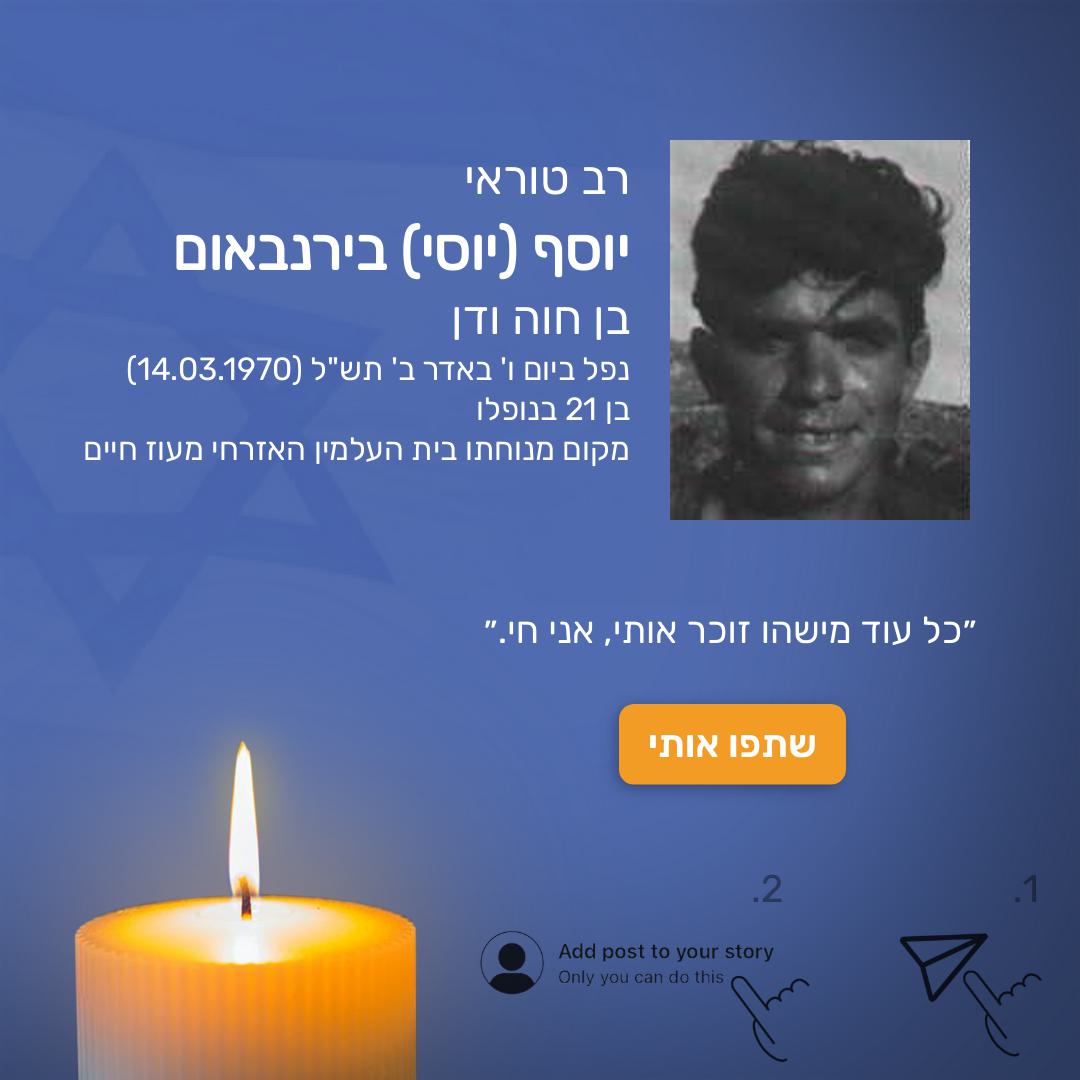 רב טוראי
יוסף (יוסי) בירנבאום
בן חוה ודן
נפל ביום ו' באדר ב' תש"ל (14.03.1970)
בן 21 בנופלו
מקום מנוחתו בית העלמין האזרחי מעוז חיים
״כל עוד מישהו זוכר אותי, אני חי.״
שתפו אותי
.1
.2
Add post to your story
Only you can do this